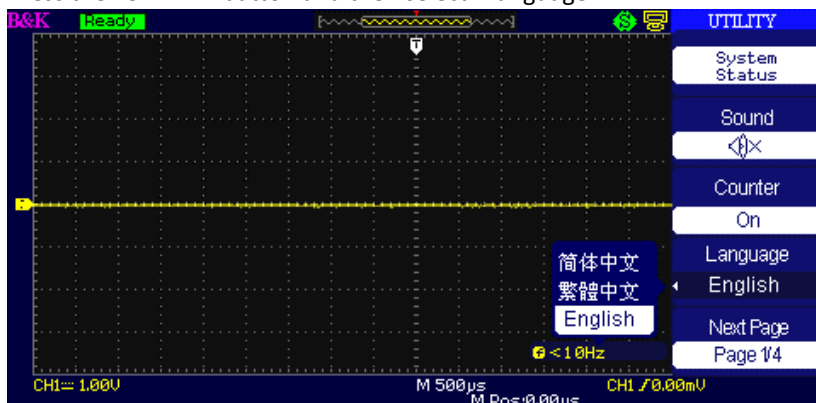 B&K Ready UTILITY
T
System
Status
Sound
Counter
On
Language
English
简体中文
繁體中文
English
Next Page
Page 1/4
<10Hz
CH1 1.00V M 500µs CH1 0.00mV
M Pos:0.00µs